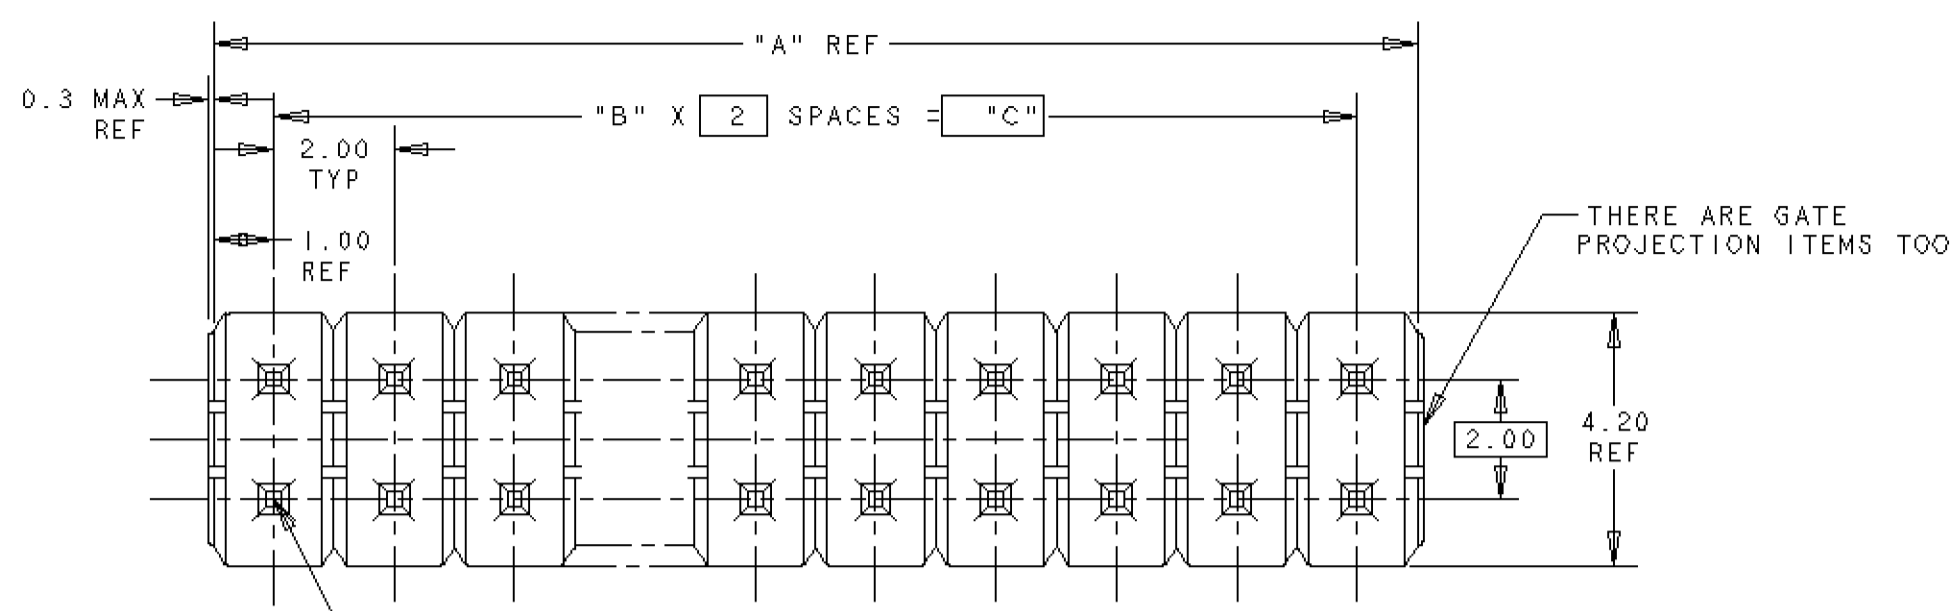 "A" REF
0.3 MAX
REF
"B" X 2 SPACES = "C"
2.00
TYP
1.00
REF
THERE ARE GATE
PROJECTION ITEMS TOO
2.00
4.20
REF